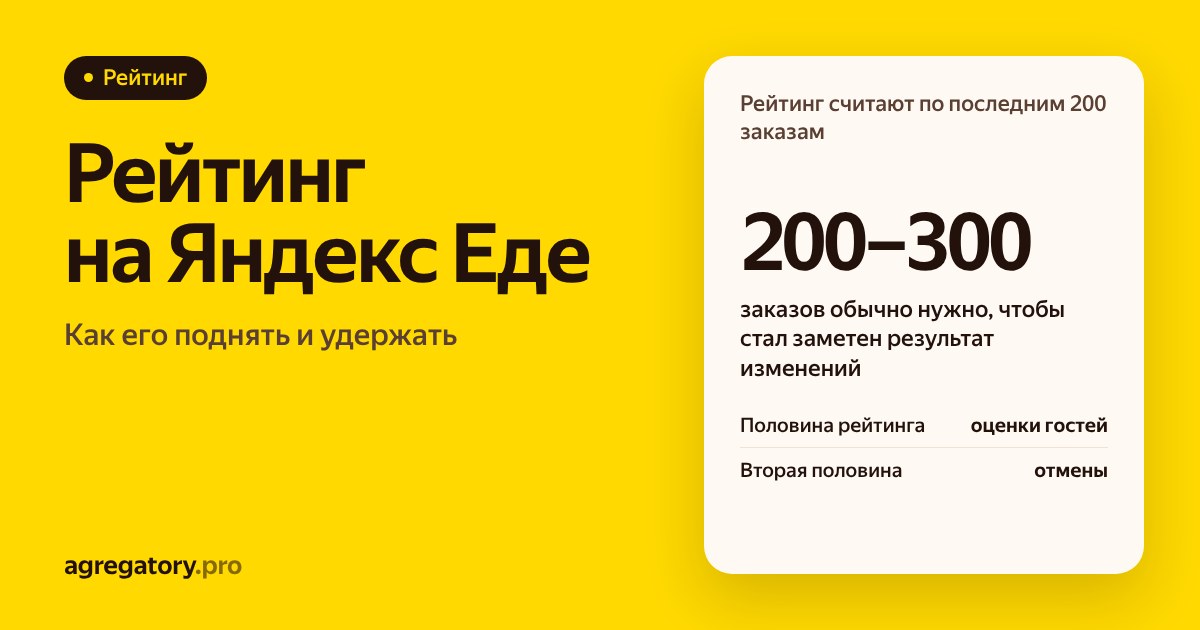 Рейтинг
Рейтинг
на Яндекс Еде
Как его поднять и удержать
agregatory.pro
Рейтинг считают по последним 200
заказам
200–300
заказов обычно нужно, чтобы
стал заметен результат
изменений
Половина рейтинга оценки гостей
Вторая половина отмены